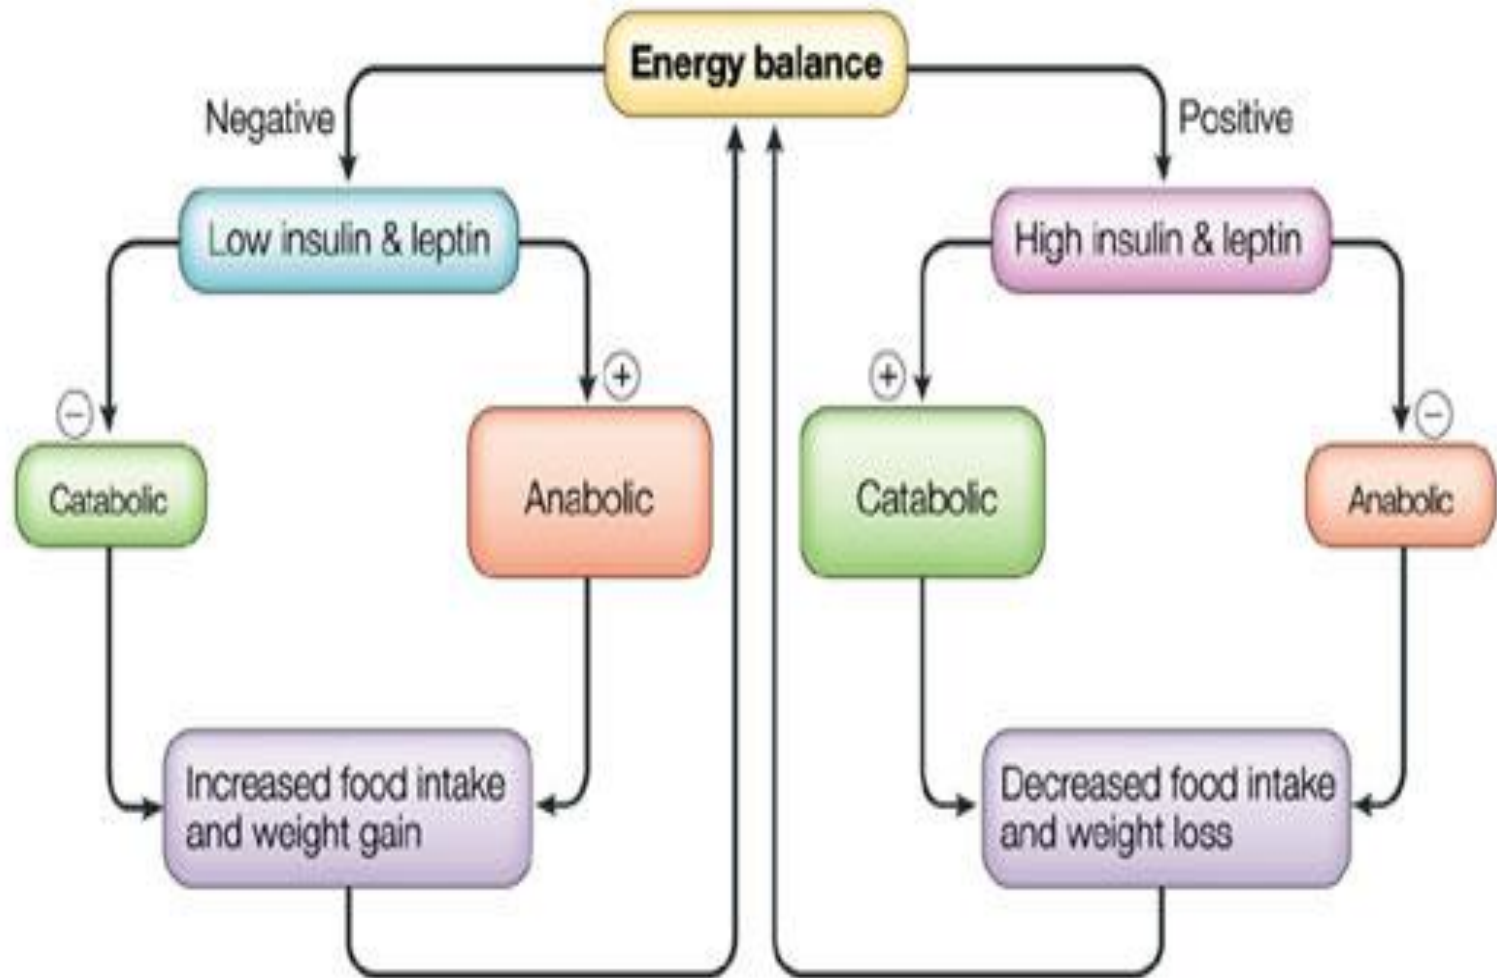 Energy balance
Negative
Positive
Low insulin & leptin
High insulin & leptin
+
+
−
−
Catabolic
Anabolic
Catabolic
Anabolic
Increased food intake
and weight gain
Decreased food intake
and weight loss